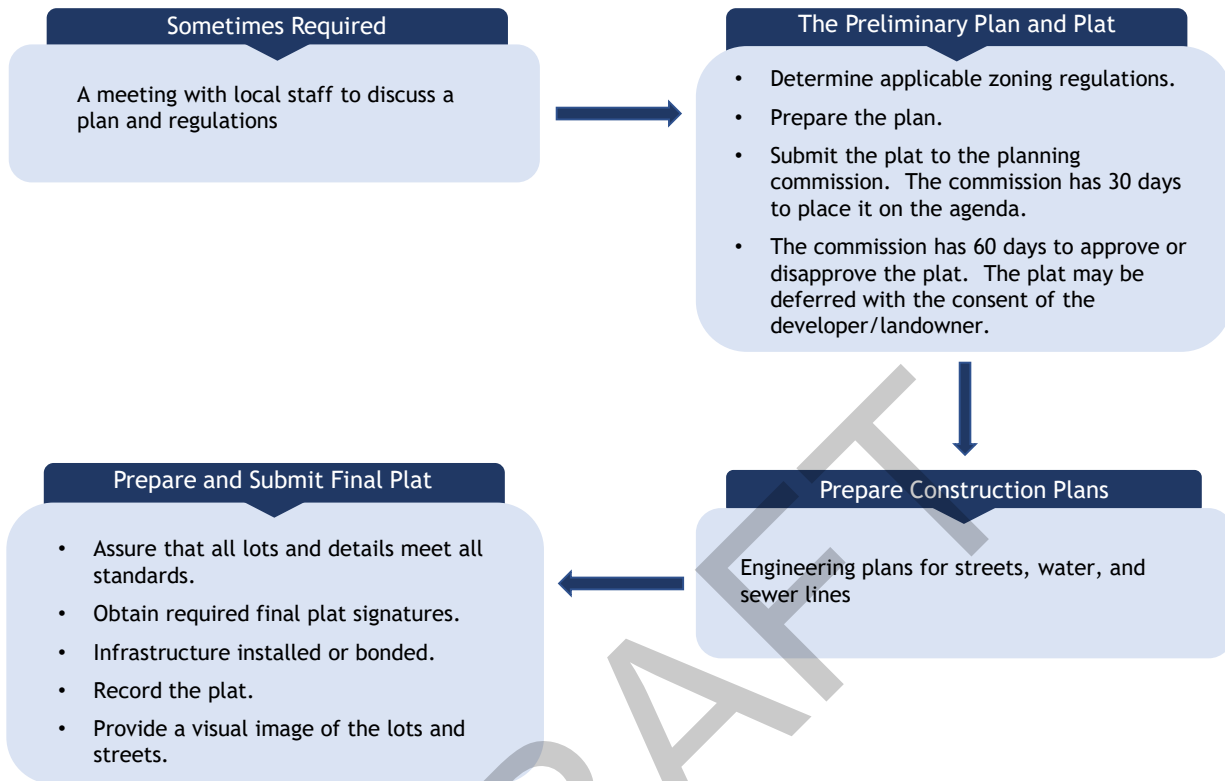 Sometimes Required
A meeting with local staff to discuss a
plan and regulations
The Preliminary Plan and Plat
• Determine applicable zoning regulations.
• Prepare the plan.
• Submit the plat to the planning
commission. The commission has 30 days
to place it on the agenda.
• The commission has 60 days to approve or
disapprove the plat. The plat may be
deferred with the consent of the
developer/landowner.
Prepare Construction Plans
Engineering plans for streets, water, and
sewer lines
Prepare and Submit Final Plat
• Assure that all lots and details meet all
standards.
• Obtain required final plat signatures.
• Infrastructure installed or bonded.
• Record the plat.
• Provide a visual image of the lots and
streets.
RAFT